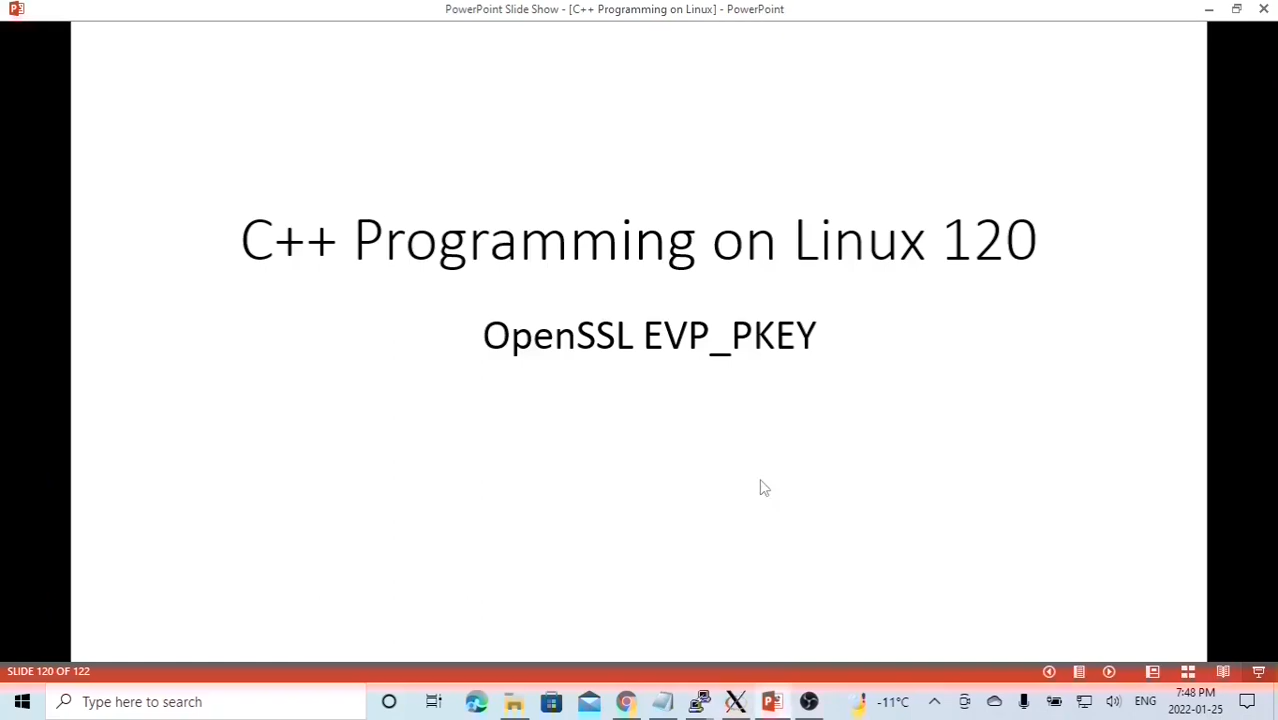 PowerPoint Slide Show - [C++ Programming on Linux] - PowerPoint
C++ Programming on Linux 120
OpenSSL EVP_PKEY
SLIDE 120 OF 122
Type here to search
-11°C
ENG
7:48 PM
2022-01-25